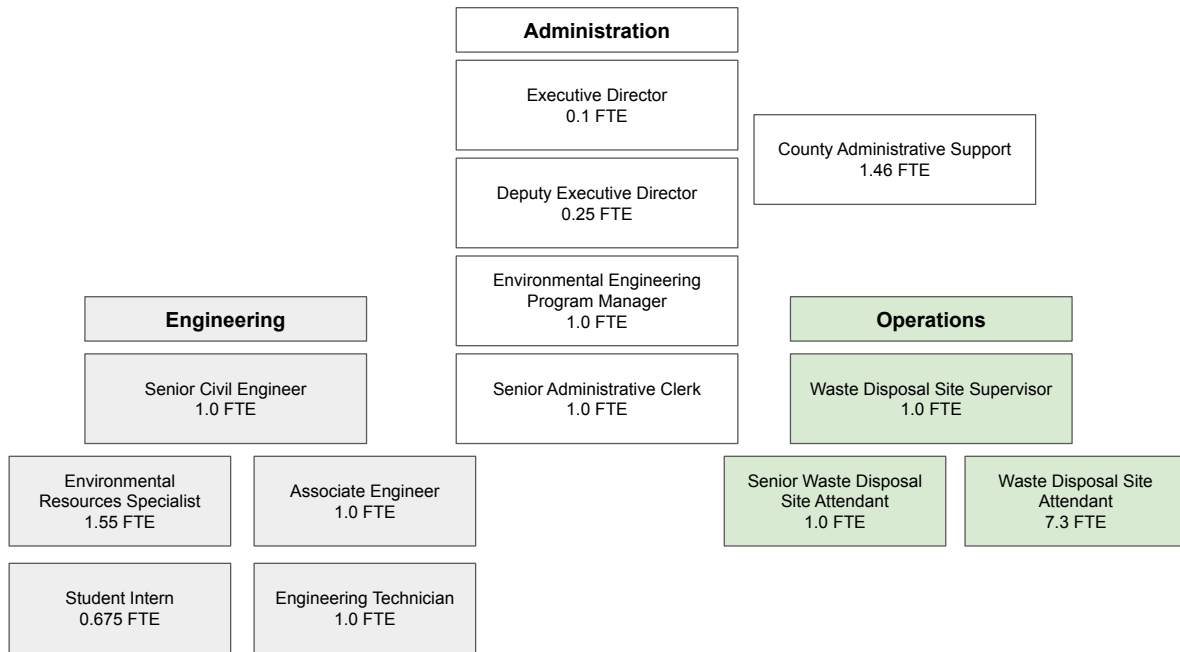 Administration
Executive Director
0.1 FTE
County Administrative Support
1.46 FTE
Deputy Executive Director
0.25 FTE
Environmental Engineering
Program Manager
1.0 FTE
Engineering
Operations
Senior Civil Engineer
1.0 FTE
Senior Administrative Clerk
1.0 FTE
Waste Disposal Site Supervisor
1.0 FTE
Environmental
Resources Specialist
1.55 FTE
Associate Engineer
1.0 FTE
Senior Waste Disposal
Site Attendant
1.0 FTE
Waste Disposal Site
Attendant
7.3 FTE
Student Intern
0.675 FTE
Engineering Technician
1.0 FTE